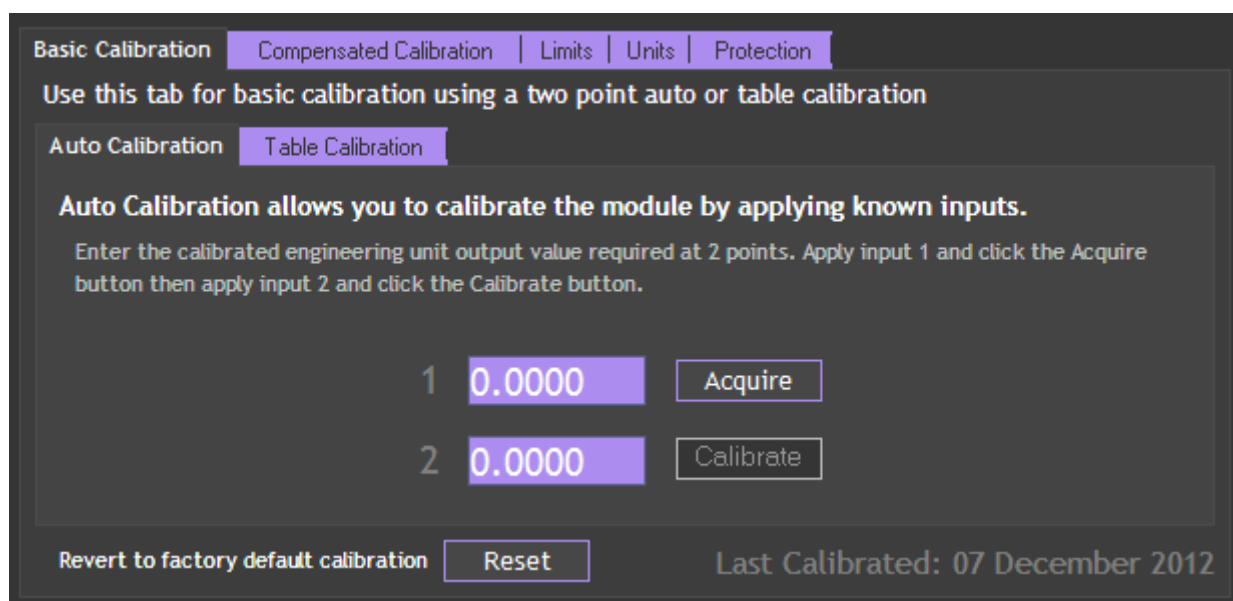 Basic Calibration Compensated Calibration Limits Units Protection
Use this tab for basic calibration using a two point auto or table calibration
Auto Calibration Table Calibration
Auto Calibration allows you to calibrate the module by applying known inputs.
Enter the calibrated engineering unit output value required at 2 points. Apply input 1 and click the Acquire
button then apply input 2 and click the Calibrate button.
1 0.0000 Acquire
2 0.0000 Calibrate
Revert to factory default calibration Reset Last Calibrated: 07 December 2012